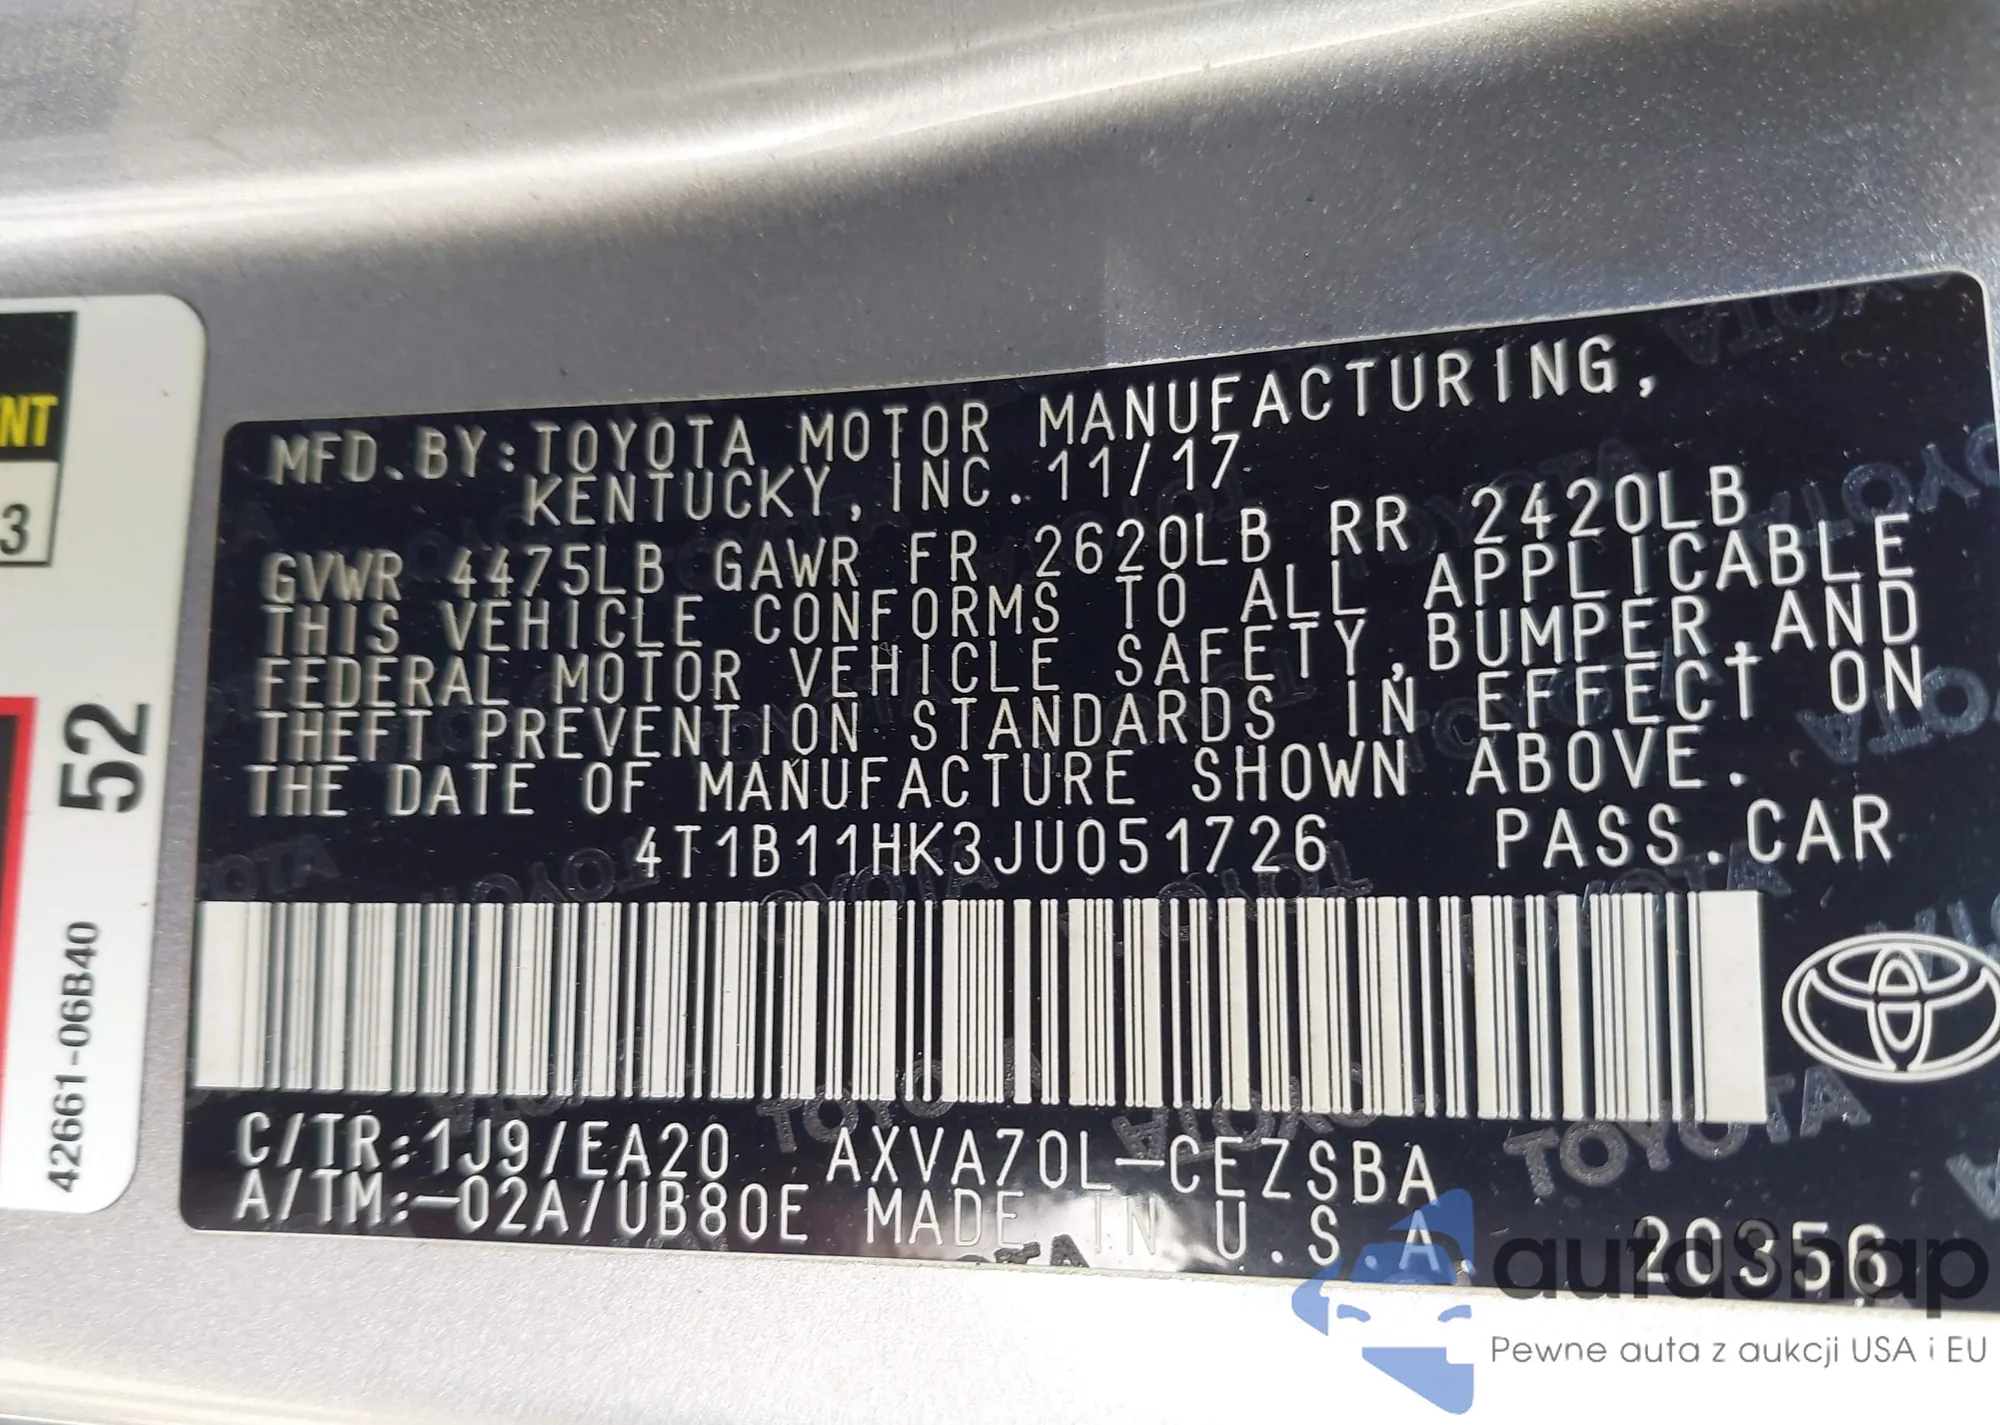 MFD. BY: TOYOTA MOTOR MANUFACTURING,
KENTUCKY, INC. 11/17
GVWR 4475LB GAWR FR 2620LB RR 2420LB
THIS VEHICLE CONFORMS TO ALL APPLICABLE
FEDERAL MOTOR VEHICLE SAFETY, BUMPER, AND
THEFT PREVENTION STANDARDS IN EFFECT ON
THE DATE OF MANUFACTURE SHOWN ABOVE.
4T1B11HK3JU051726 PASS. CAR
C/TR: 1J9/EA20 AXVA70L-CEZSBA
A/TM:-02A/UB80E MADE IN U.S.A
20356
NT
3
52
42661-06B40
autosnap
Pewne auta z aukcji USA i EU